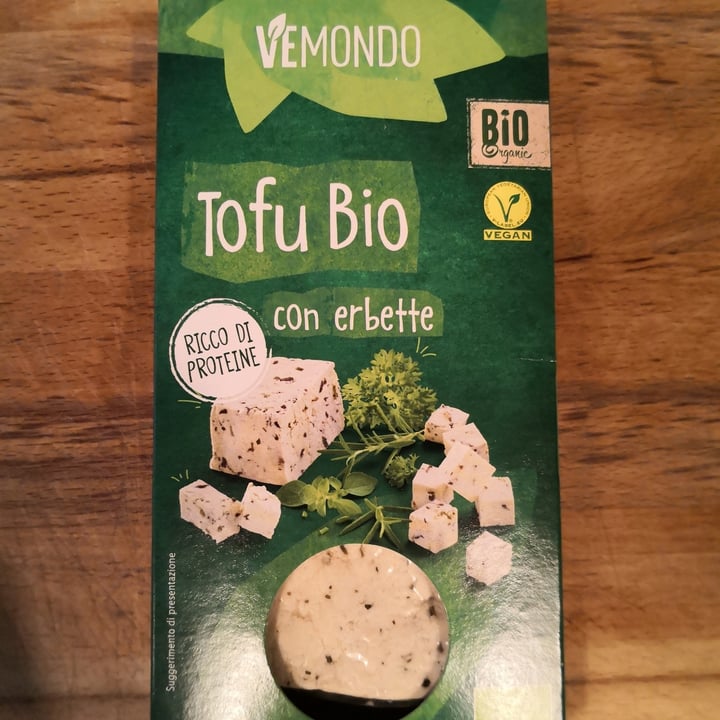 VEMONDO
BiO
Organic
Tofu Bio
VEGAN
con erbette
RICCO DI
PROTEINE
Suggerimento di presentazione